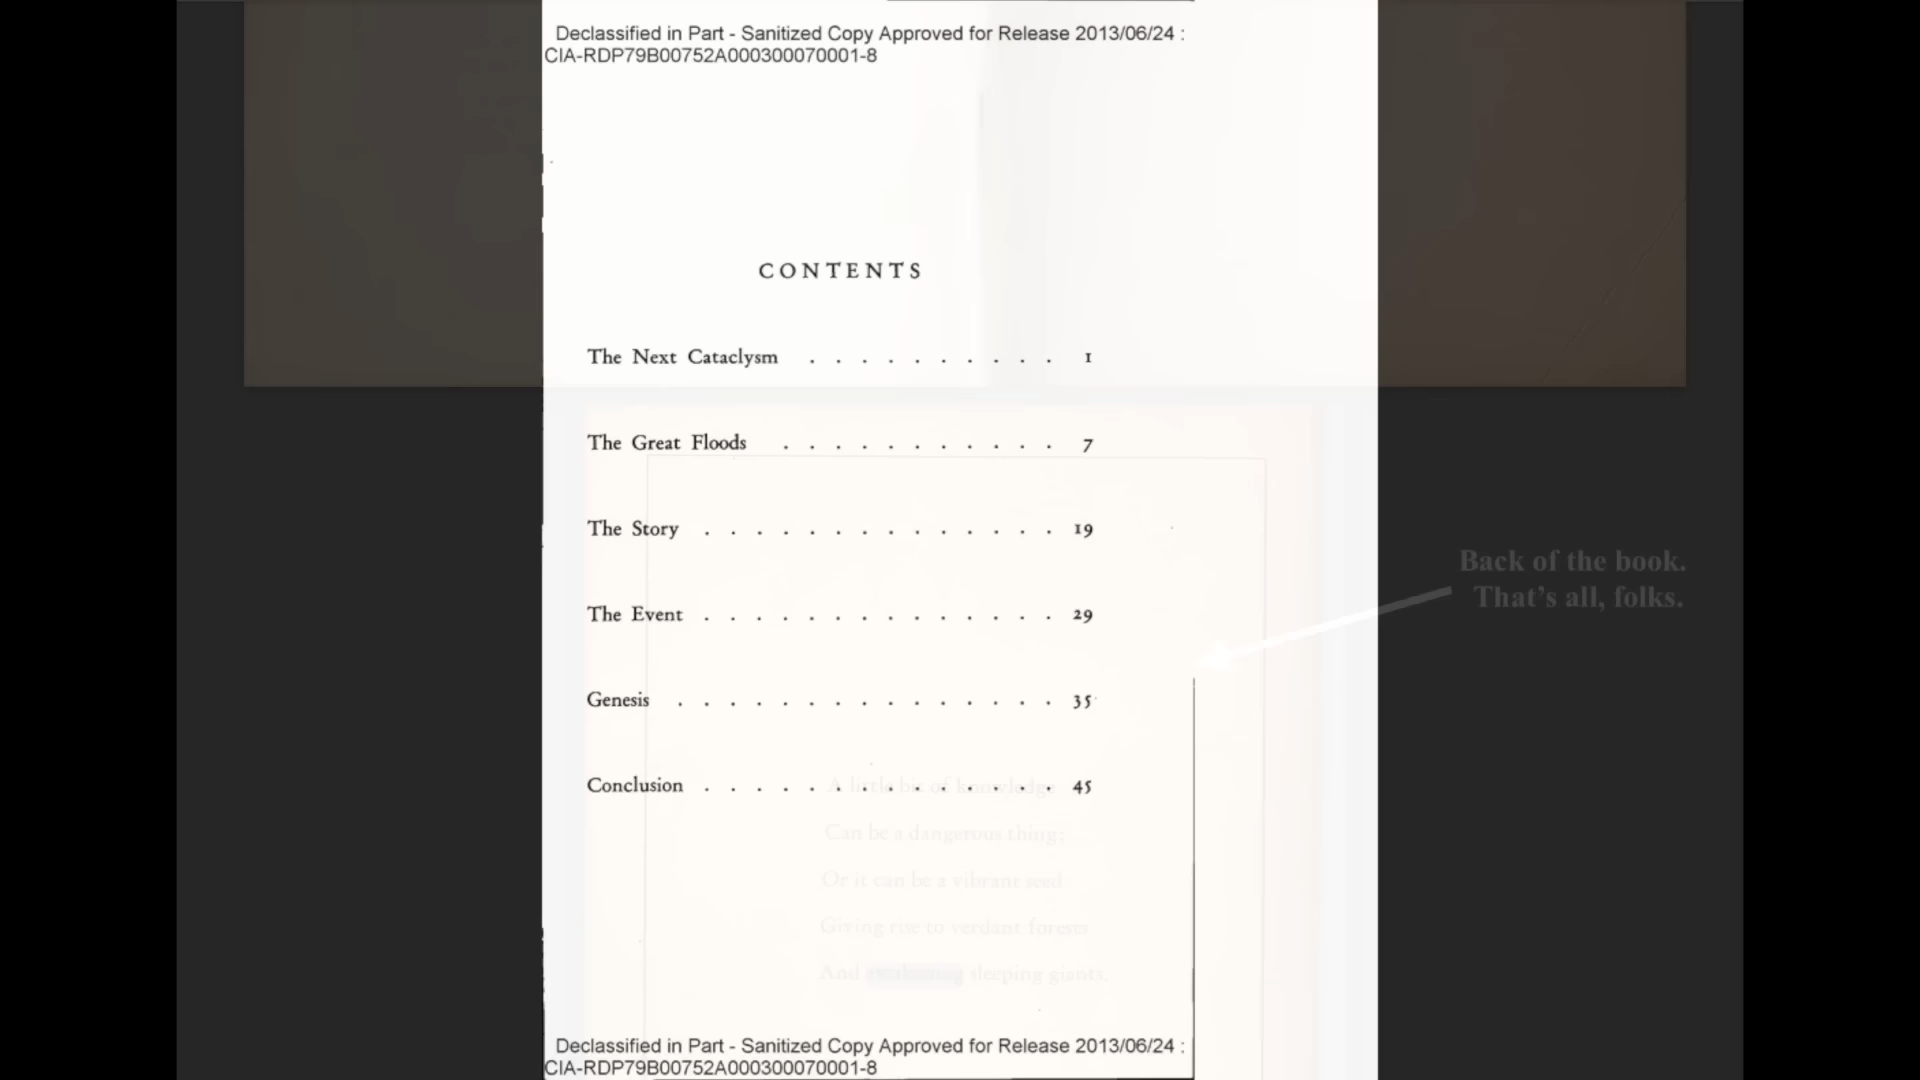 Declassified in Part - Sanitized Copy Approved for Release 2013/06/24 :
CIA-RDP79B00752A000300070001-8
CONTENTS
The Next Cataclysm . . . . . . . . . . 1
The Great Floods . . . . . . . . . . . 7
The Story . . . . . . . . . . . . . . 19
The Event . . . . . . . . . . . . . . 29
Genesis . . . . . . . . . . . . . . . 35
Conclusion . . . . . . . . . . . . . . 45
Back of the book.
That's all, folks.
A little bit of knowledge
Can be a dangerous thing;
Or it can be a vibrant seed
Giving rise to verdant forests
And sleeping giants.
Declassified in Part - Sanitized Copy Approved for Release 2013/06/24 :
CIA-RDP79B00752A000300070001-8